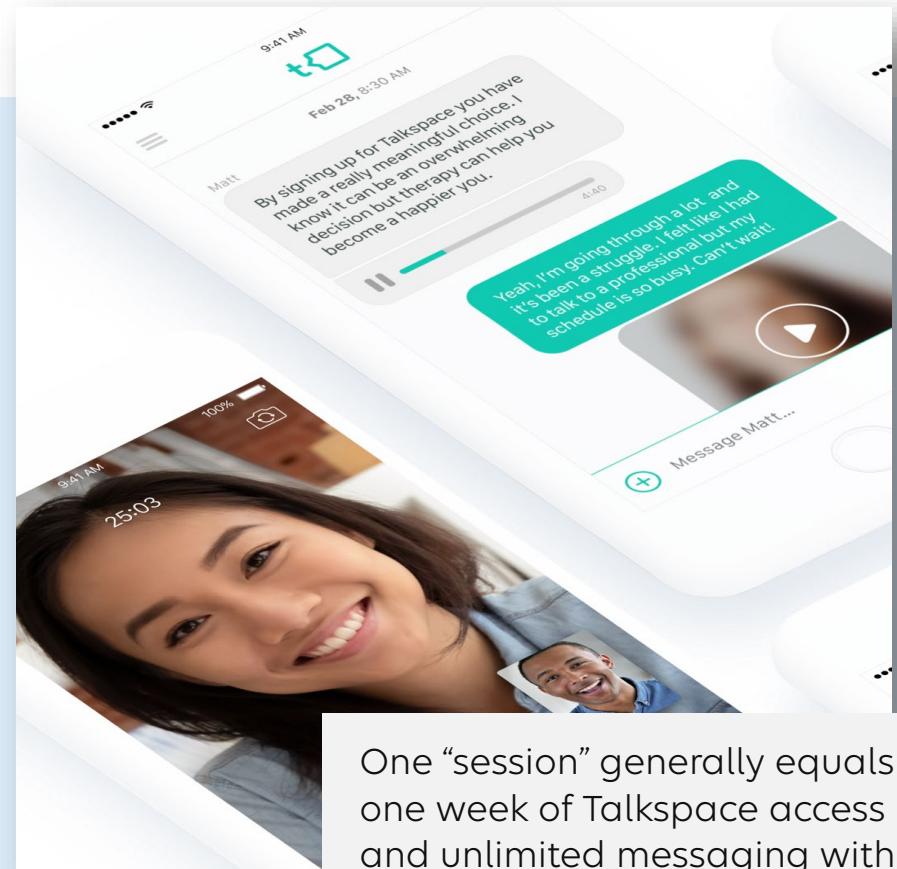 9:41 AM
t
Feb 28, 8:30 AM
Matt
By signing up for Talkspace you have
made a really meaningful choice. I
know it can be an overwhelming
decision but therapy can help you
become a happier you.
4:40
Yeah, I'm going through a lot and
it's been a struggle. I felt like I had
to talk to a professional but my
schedule is so busy. Can't wait!
Message Matt...
100%
9:41 AM
25:03
One “session” generally equals
one week of Talkspace access
and unlimited messaging with